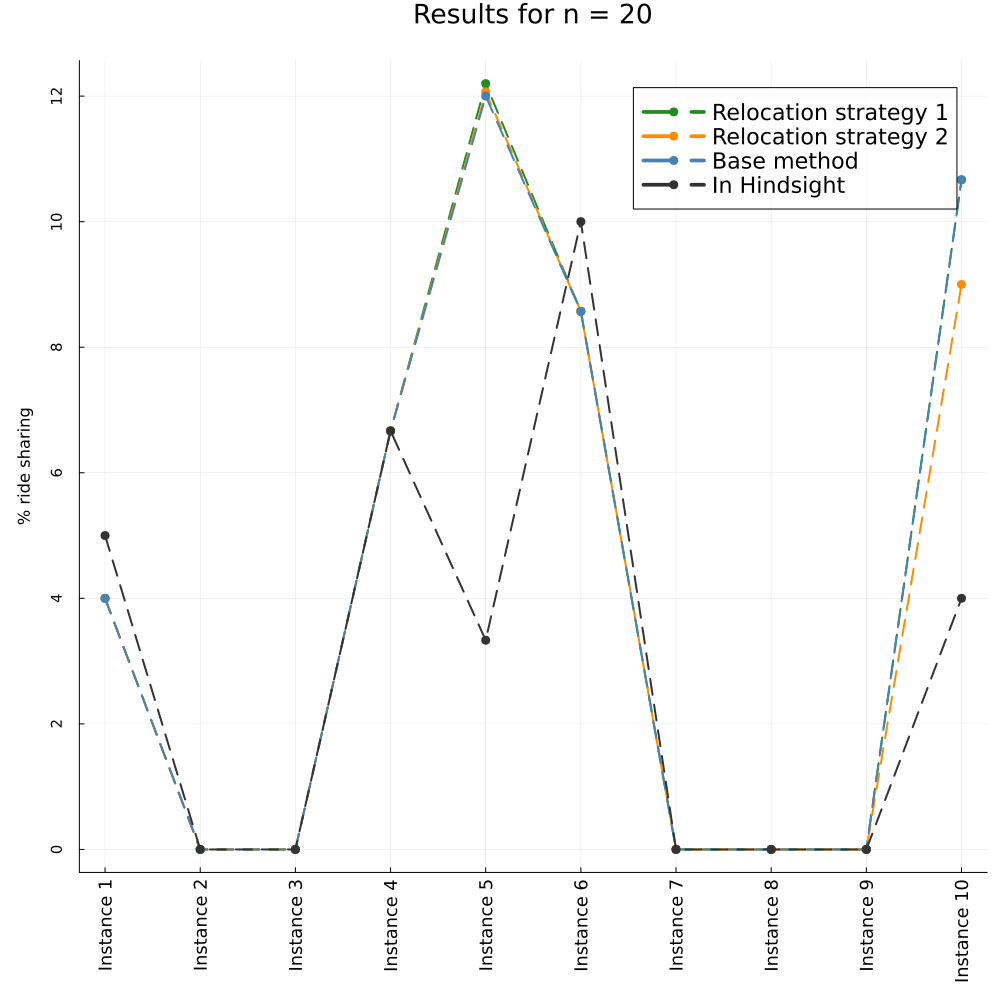 Results for n = 20
12
10
8
6
4
2
0
% ride sharing
Relocation strategy 1
Relocation strategy 2
Base method
In Hindsight
Instance 1
Instance 2
Instance 3
Instance 4
Instance 5
Instance 6
Instance 7
Instance 8
Instance 9
Instance 10